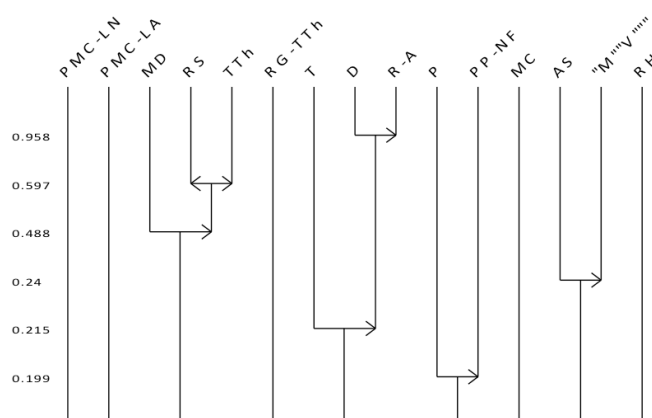 PMC-LN
PMC-LA
MD
RS
TTh
RG-TTh
T
D
R-A
P
PP-NF
MC
AS
"M""V"""
0.958
0.597
0.488
0.24
0.215
0.199